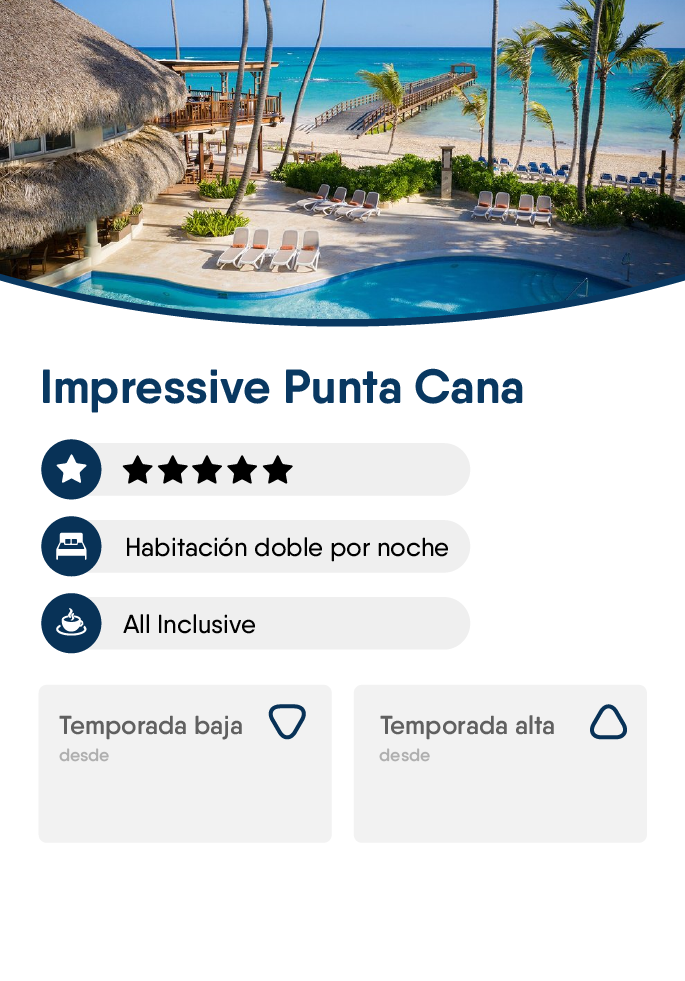 Impressive Punta Cana
Habitación doble por noche
All Inclusive
Temporada baja
desde
Temporada alta
desde